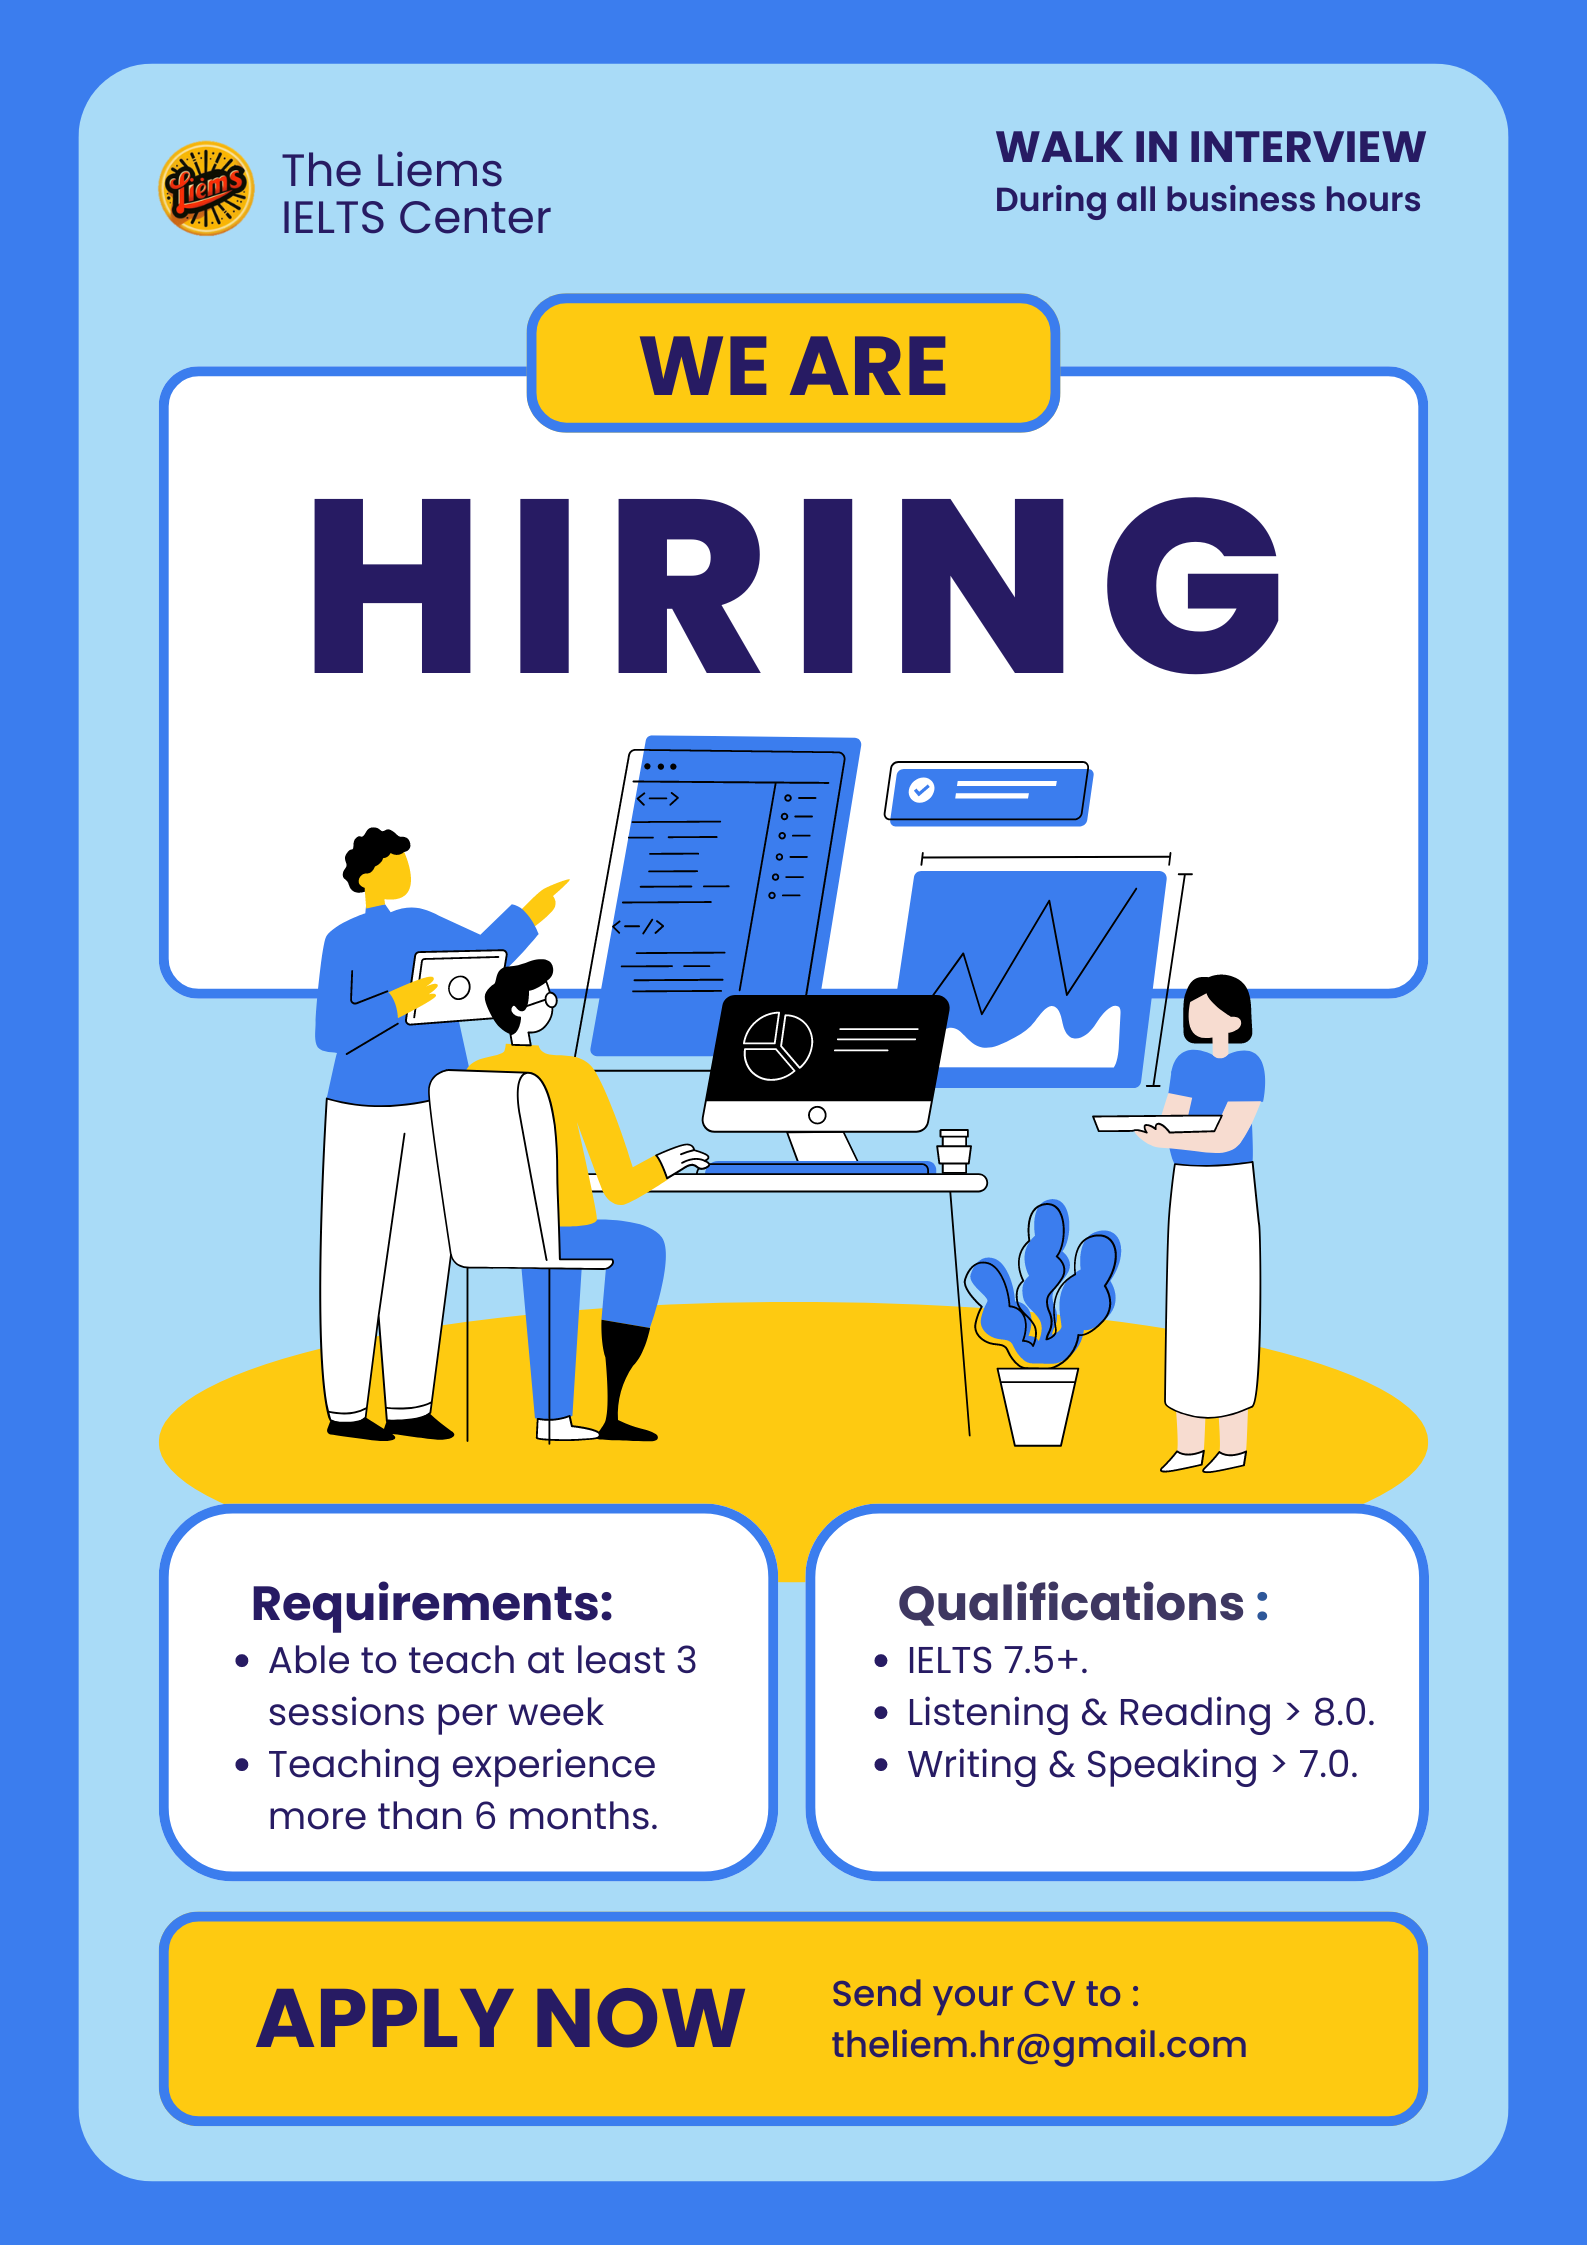 Liems
The Liems
IELTS Center
WALK IN INTERVIEW
During all business hours
WE ARE
HIRING
Requirements:
• Able to teach at least 3
sessions per week
• Teaching experience
more than 6 months.
Qualifications :
• IELTS 7.5+.
• Listening & Reading > 8.0.
• Writing & Speaking > 7.0.
APPLY NOW
Send your CV to :
theliem.hr@gmail.com